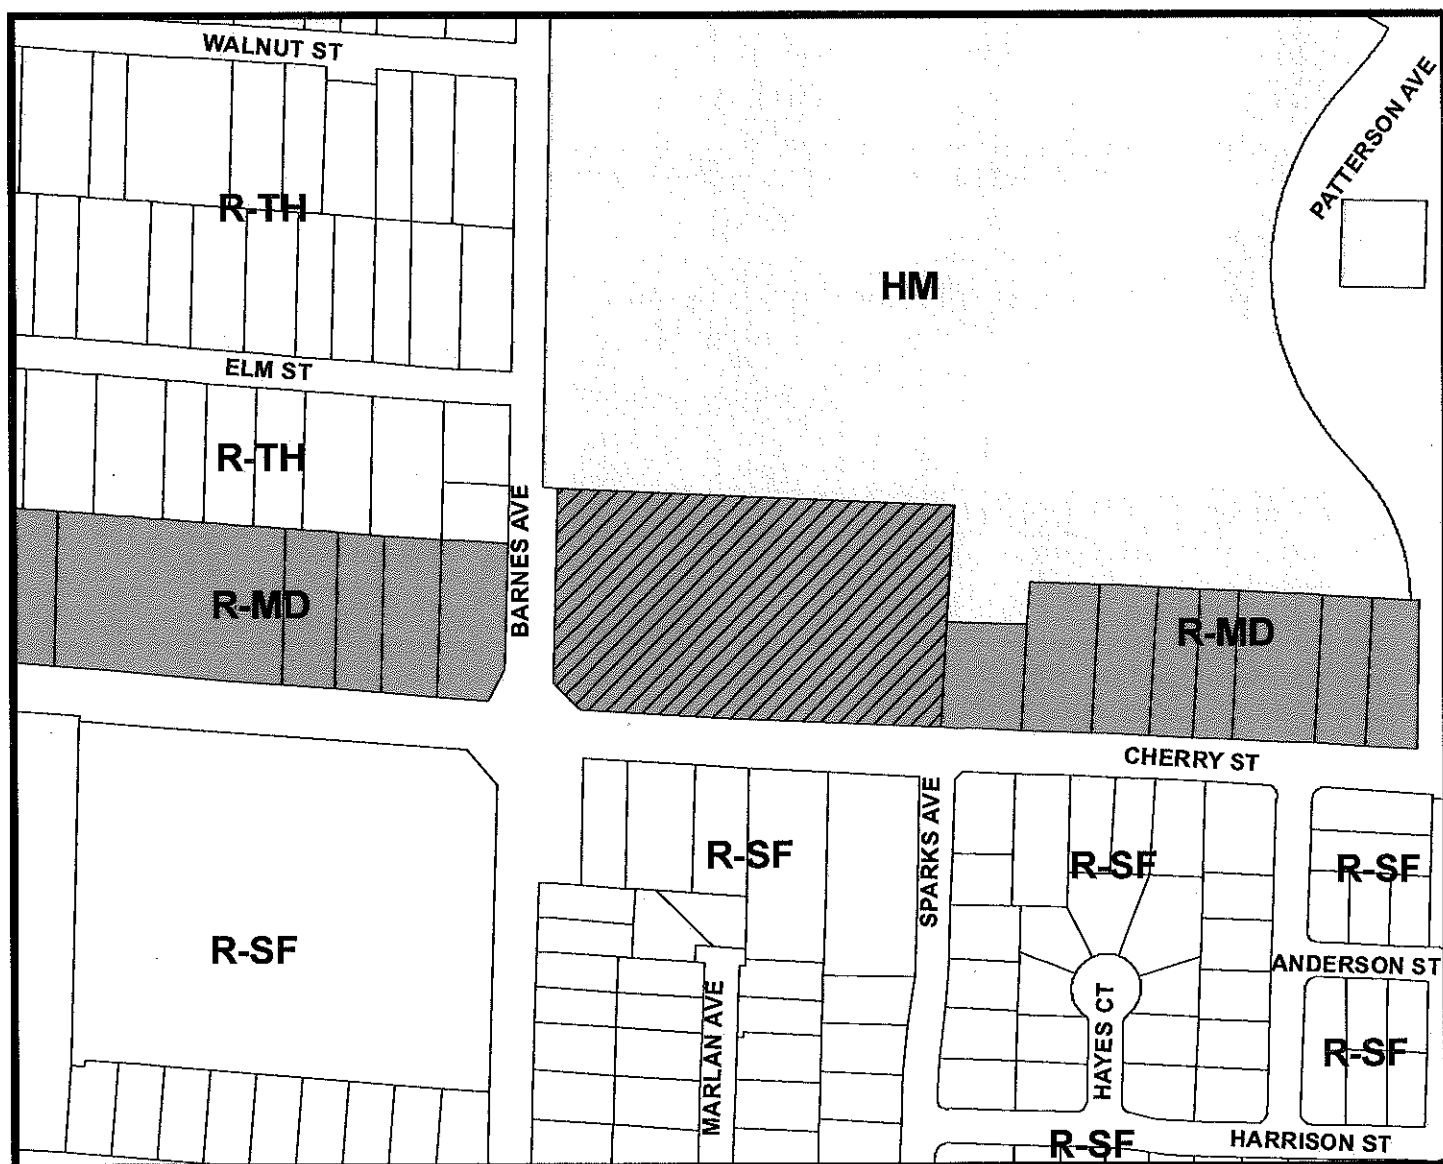 WALNUT ST
PATTERSON AVE
R-TH
HM
ELM ST
R-TH
BARNES AVE
R-MD
R-MD
CHERRY ST
SPARKS AVE
R-SF
R-SF
R-SF
R-SF
ANDERSON ST
MARLAN AVE
HAYES CT
R-SF
R-SF
HARRISON ST